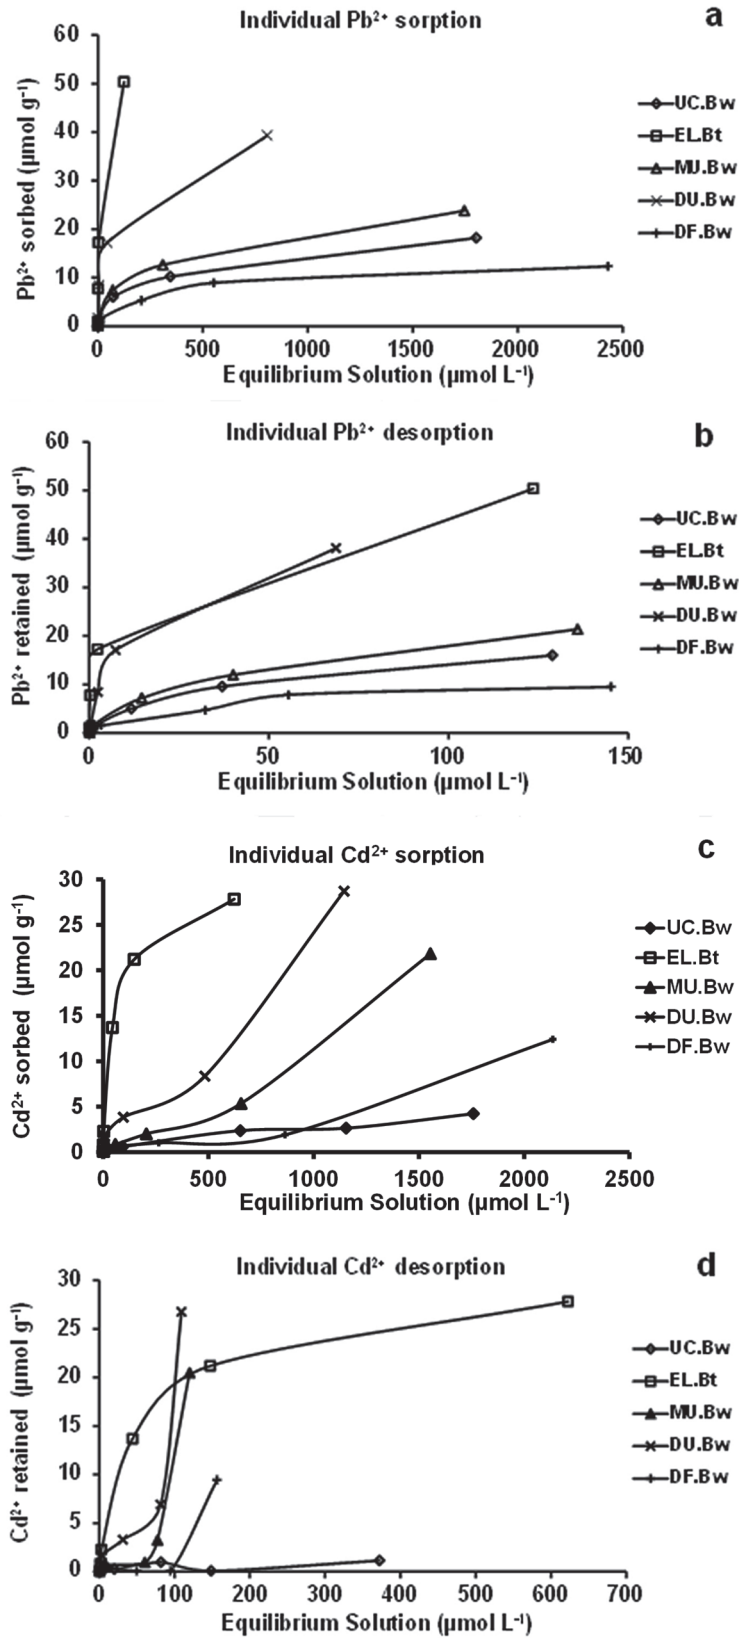 Individual Pb²⁺ sorption
a
60
50
40
30
20
10
0
Pb²⁺ sorbed (µmol g⁻¹)
0 500 1000 1500 2000 2500
Equilibrium Solution (µmol L⁻¹)
UC.Bw
EL.Bt
MU.Bw
DU.Bw
DF.Bw
Individual Pb²⁺ desorption
b
60
50
40
30
20
10
0
Pb²⁺ retained (µmol g⁻¹)
0 50 100 150
Equilibrium Solution (µmol L⁻¹)
UC.Bw
EL.Bt
MU.Bw
DU.Bw
DF.Bw
Individual Cd²⁺ sorption
c
30
25
20
15
10
5
0
Cd²⁺ sorbed (µmol g⁻¹)
0 500 1000 1500 2000 2500
Equilibrium Solution (µmol L⁻¹)
UC.Bw
EL.Bt
MU.Bw
DU.Bw
DF.Bw
Individual Cd²⁺ desorption
d
30
25
20
15
10
5
0
Cd²⁺ retained (µmol g⁻¹)
0 100 200 300 400 500 600 700
Equilibrium Solution (µmol L⁻¹)
UC.Bw
EL.Bt
MU.Bw
DU.Bw
DF.Bw